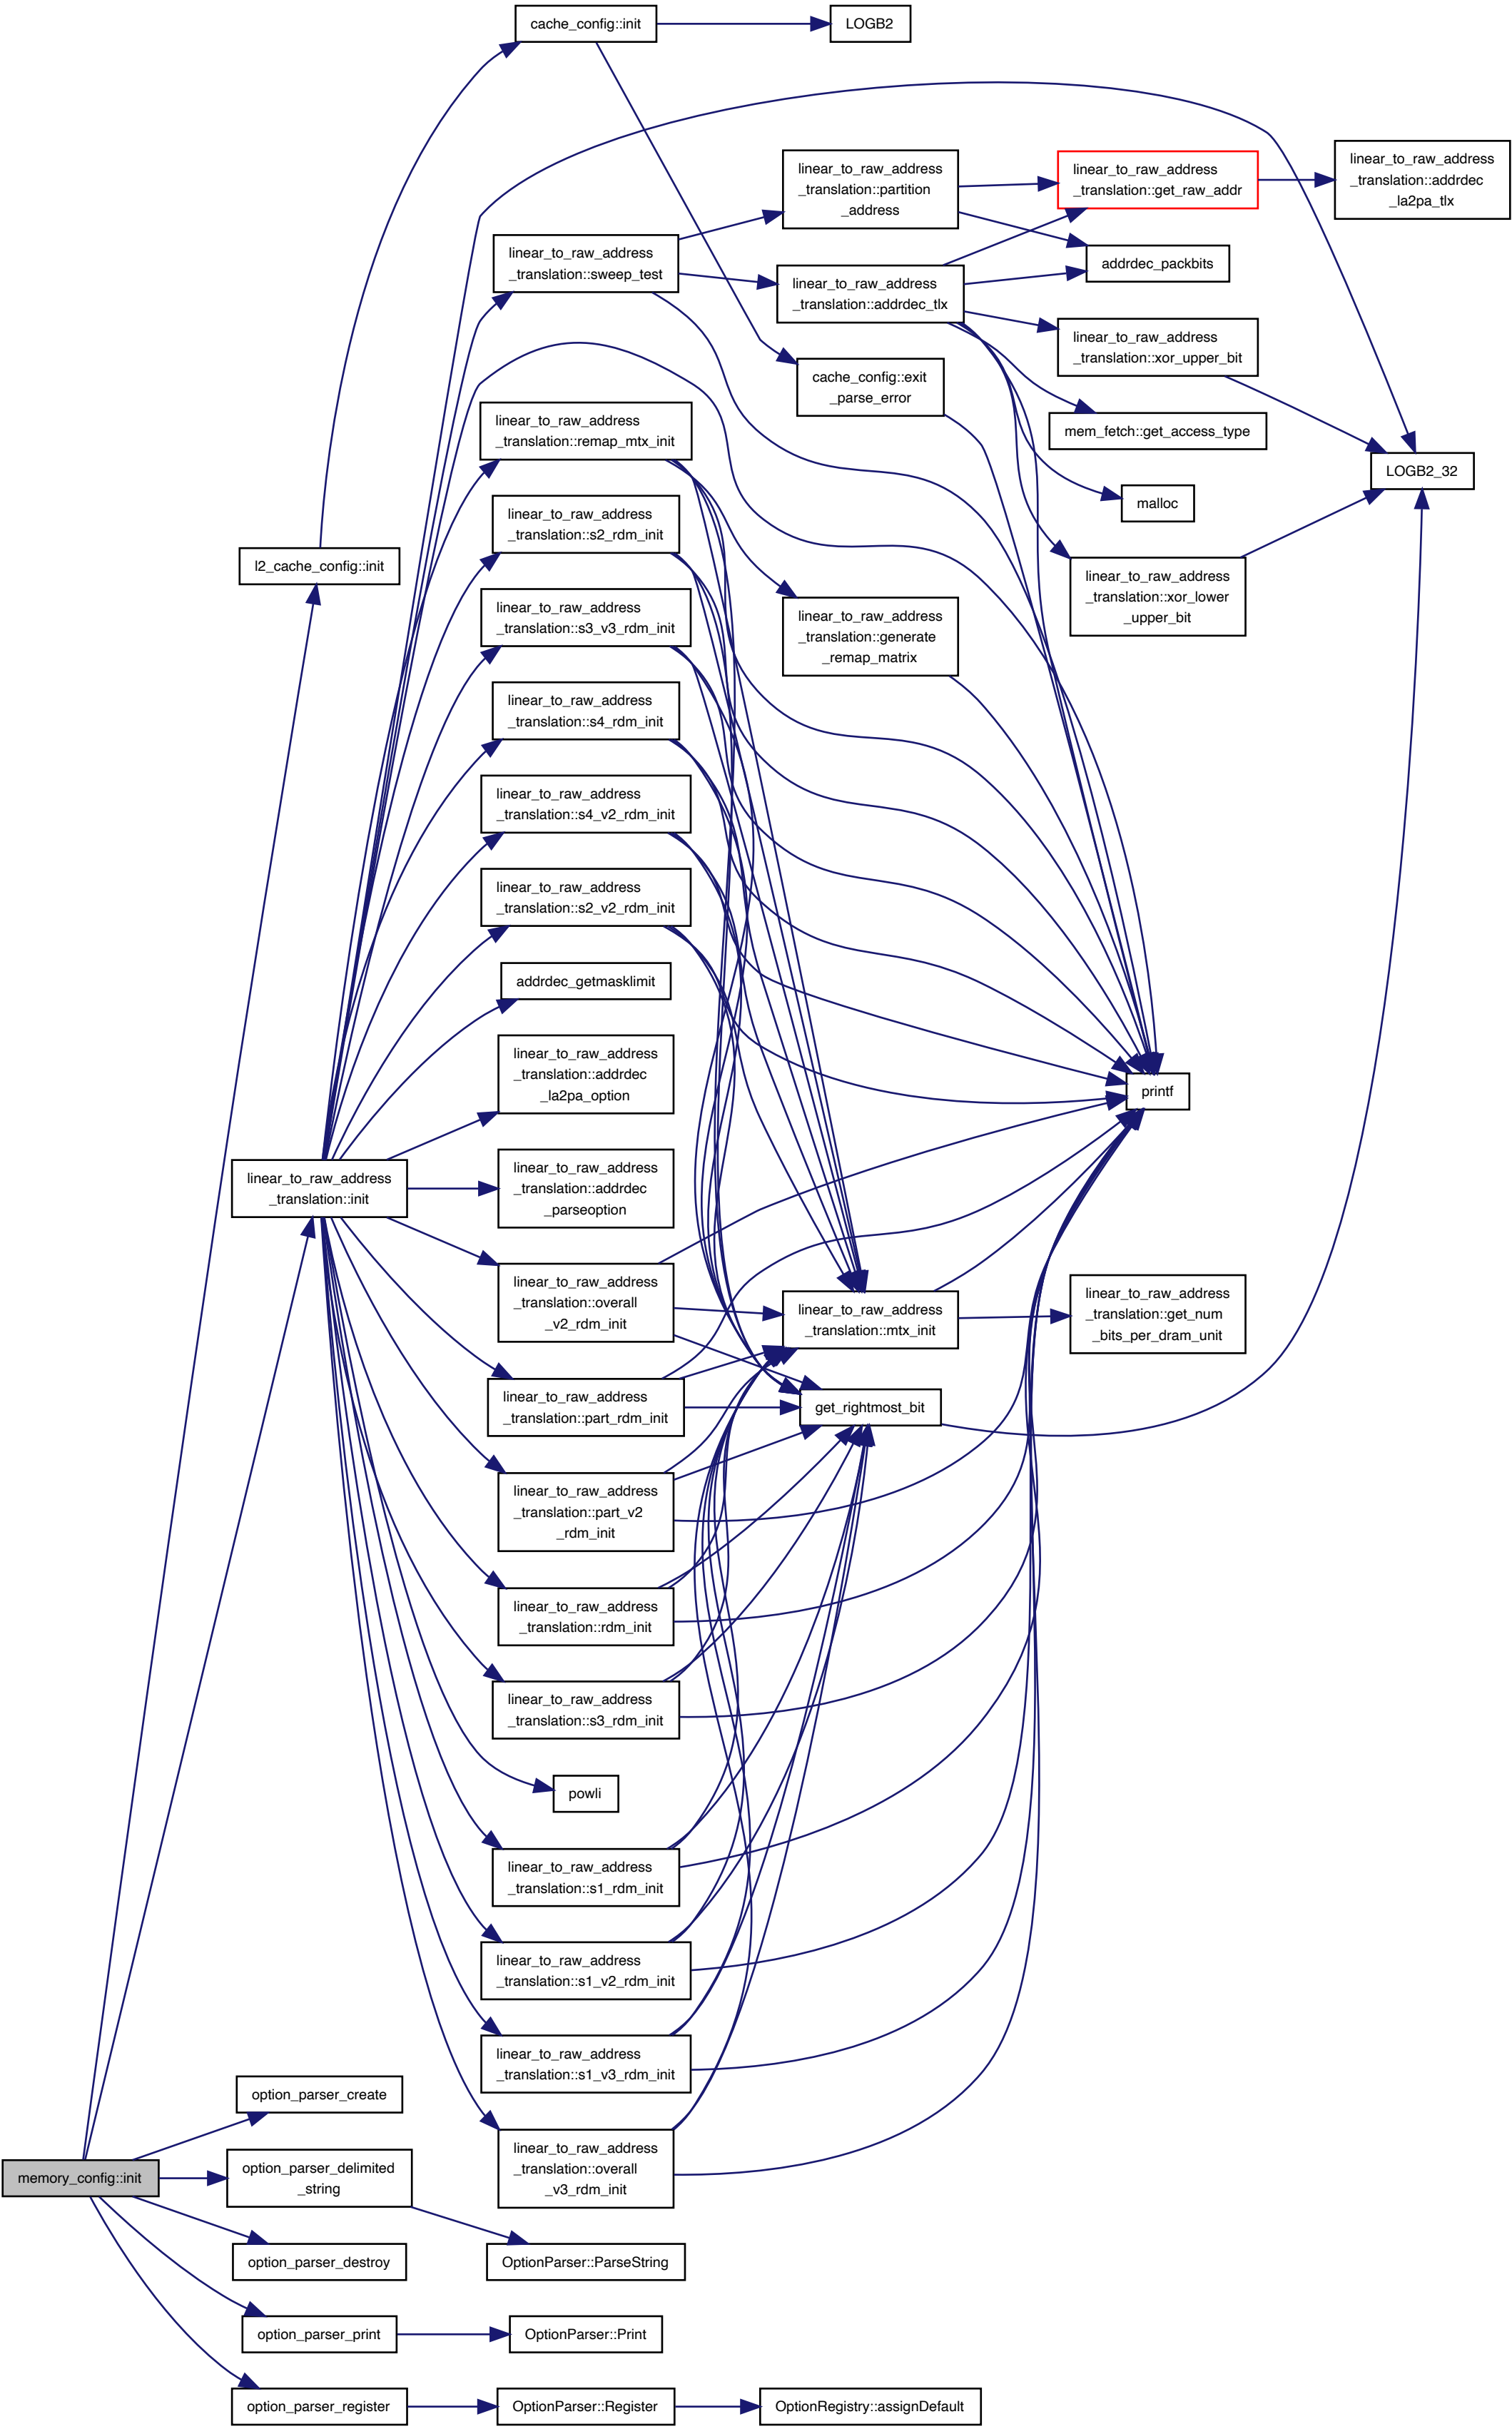 cache_config::init
LOGB2
linear_to_raw_address
_translation::partition
_address
linear_to_raw_address
_translation::get_raw_addr
linear_to_raw_address
_translation::addrdec
_la2pa_tlx
linear_to_raw_address
_translation::sweep_test
addrdec_packbits
linear_to_raw_address
_translation::addrdec_tlx
linear_to_raw_address
_translation::xor_upper_bit
cache_config::exit
_parse_error
linear_to_raw_address
_translation::remap_mtx_init
mem_fetch::get_access_type
LOGB2_32
malloc
linear_to_raw_address
_translation::s2_rdm_init
l2_cache_config::init
linear_to_raw_address
_translation::xor_lower
_upper_bit
linear_to_raw_address
_translation::s3_v3_rdm_init
linear_to_raw_address
_translation::generate
_remap_matrix
linear_to_raw_address
_translation::s4_rdm_init
linear_to_raw_address
_translation::s4_v2_rdm_init
linear_to_raw_address
_translation::s2_v2_rdm_init
addrdec_getmasklimit
linear_to_raw_address
_translation::addrdec
_la2pa_option
printf
linear_to_raw_address
_translation::init
linear_to_raw_address
_translation::addrdec
_parseoption
linear_to_raw_address
_translation::overall
_v2_rdm_init
linear_to_raw_address
_translation::mtx_init
linear_to_raw_address
_translation::get_num
_bits_per_dram_unit
linear_to_raw_address
_translation::part_rdm_init
get_rightmost_bit
linear_to_raw_address
_translation::part_v2
_rdm_init
linear_to_raw_address
_translation::rdm_init
linear_to_raw_address
_translation::s3_rdm_init
powli
linear_to_raw_address
_translation::s1_rdm_init
linear_to_raw_address
_translation::s1_v2_rdm_init
linear_to_raw_address
_translation::s1_v3_rdm_init
option_parser_create
linear_to_raw_address
_translation::overall
_v3_rdm_init
memory_config::init
option_parser_delimited
_string
option_parser_destroy
OptionParser::ParseString
option_parser_print
OptionParser::Print
option_parser_register
OptionParser::Register
OptionRegistry::assignDefault